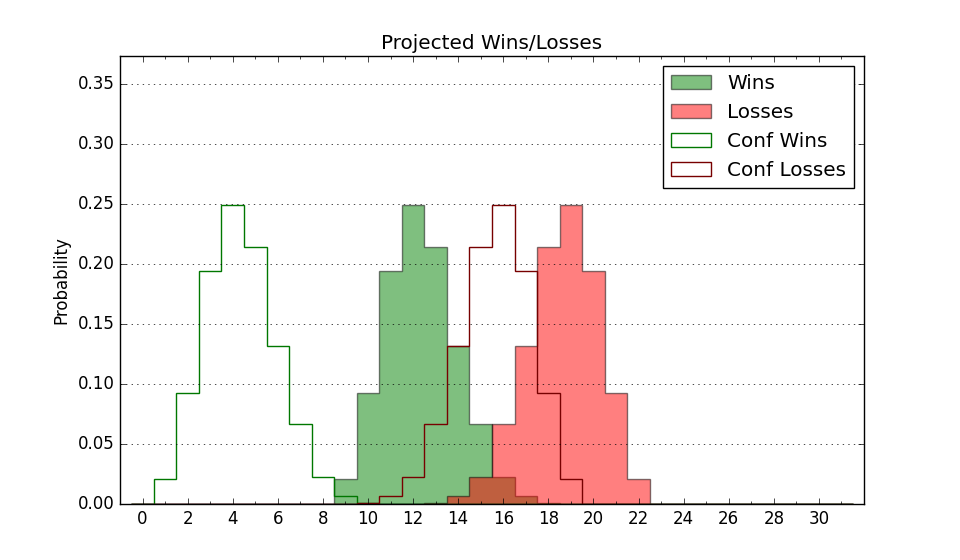 Projected Wins/Losses
Wins
Losses
Conf Wins
Conf Losses
Probability
0.35
0.30
0.25
0.20
0.15
0.10
0.05
0.00
0 2 4 6 8 10 12 14 16 18 20 22 24 26 28 30